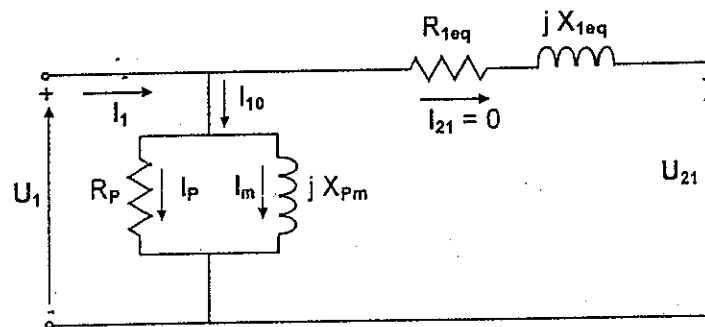 R1eq
j X1eq
+
I1
I10
I21 = 0
U1
RP
IP
Im
j XPm
U21
-